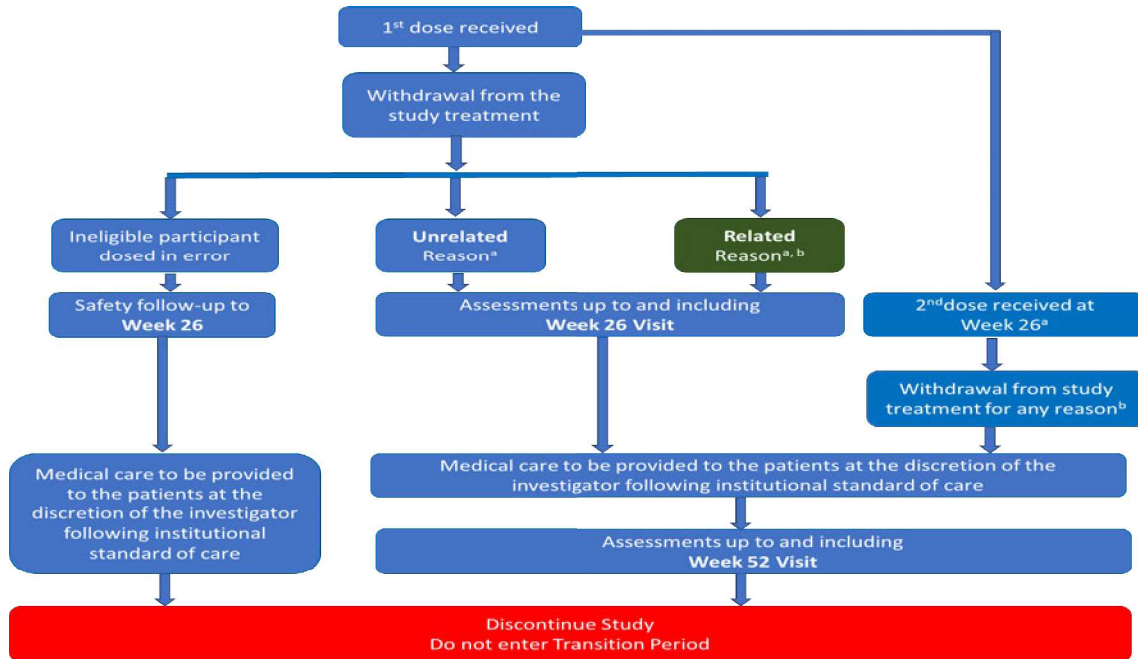 1st dose received
Withdrawal from the
study treatment
Ineligible participant
dosed in error
Unrelated
Reasona
Related
Reasona, b
Safety follow-up to
Week 26
Assessments up to and including
Week 26 Visit
2nddose received at
Week 26a
Withdrawal from study
treatment for any reasonb
Medical care to be provided
to the patients at the
discretion of the investigator
following institutional
standard of care
Medical care to be provided to the patients at the discretion of the
investigator following institutional standard of care
Assessments up to and including
Week 52 Visit
Discontinue Study
Do not enter Transition Period